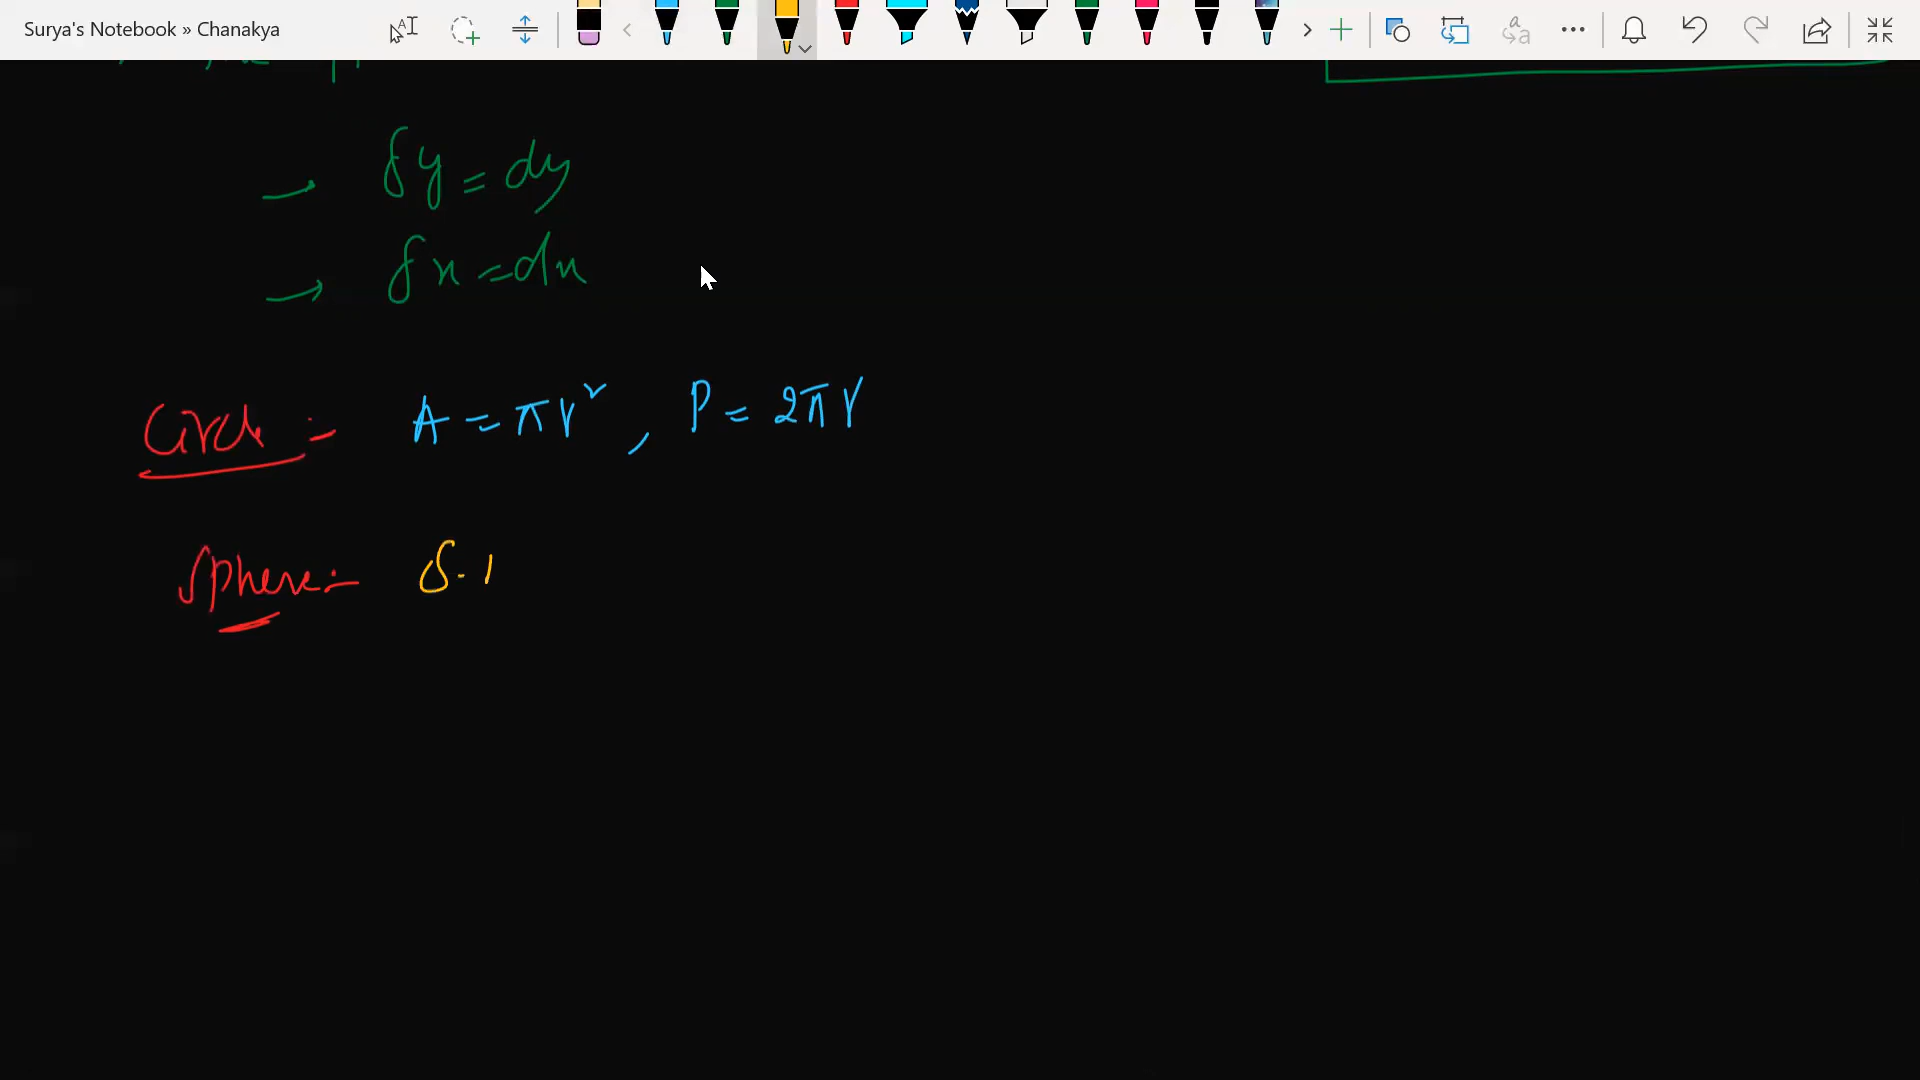 Surya's Notebook » Chanakya
→ δy = dy
→ δx = dx
Circle :- A = πr², P = 2πr
Sphere :- S.